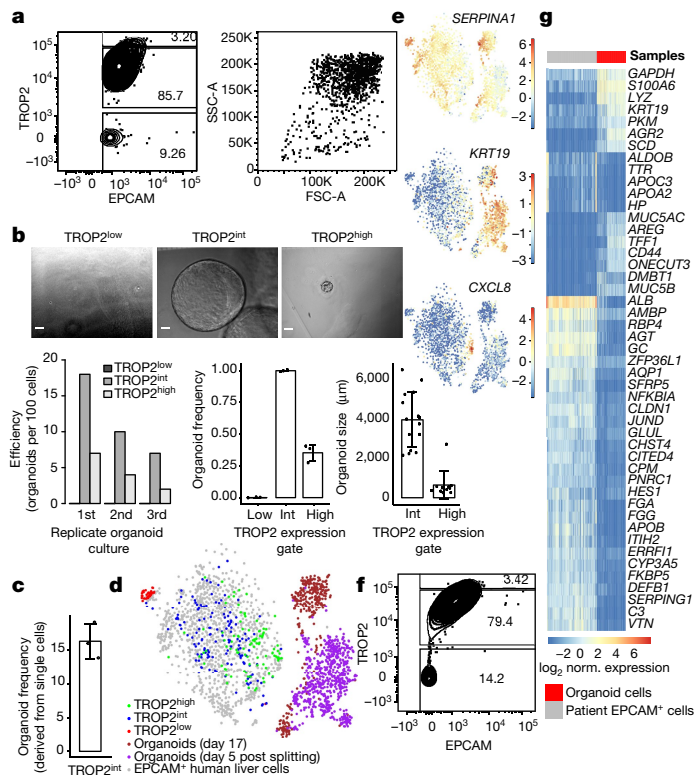 a
TROP2
10⁵
10⁴
10³
0
−10³
3.20
85.7
9.26
−10³ 0 10³ 10⁴ 10⁵
EPCAM
SSC-A
250K
200K
150K
100K
50K
0
0 100K 200K
FSC-A
b
TROP2low
TROP2int
TROP2high
Efficiency
(organoids per 100 cells)
20
15
10
5
0
TROP2low
TROP2int
TROP2high
1st 2nd 3rd
Replicate organoid
culture
Organoid frequency
1.00
0.75
0.50
0.25
0.00
Low Int High
TROP2 expression
gate
Organoid size (μm)
6,000
4,000
2,000
0
Int High
TROP2 expression
gate
c
Organoid frequency
(derived from single cells)
15
10
5
0
TROP2int
d
TROP2high
TROP2int
TROP2low
Organoids (day 17)
Organoids (day 5 post splitting)
EPCAM+ human liver cells
e
SERPINA1
6
4
2
0
KRT19
3
1
−1
−3
CXCL8
4
2
0
−2
f
TROP2
10⁵
10⁴
10³
0
−10³
3.42
79.4
14.2
−10³ 0 10³ 10⁴ 10⁵
EPCAM
g
Samples
GAPDH
S100A6
LYZ
KRT19
PKM
AGR2
SCD
ALDOB
TTR
APOC3
APOA2
HP
MUC5AC
AREG
TFF1
CD44
ONECUT3
DMBT1
MUC5B
ALB
AMBP
RBP4
AGT
GC
ZFP36L1
AQP1
SFRP5
NFKBIA
CLDN1
JUND
GLUL
CHST4
CITED4
CPM
PNRC1
HES1
FGA
FGG
APOB
ITIH2
ERRFI1
CYP3A5
FKBP5
DEFB1
SERPING1
C3
VTN
−4 −2 0 2 4 6
log₂ norm. expression
Organoid cells
Patient EPCAM+ cells